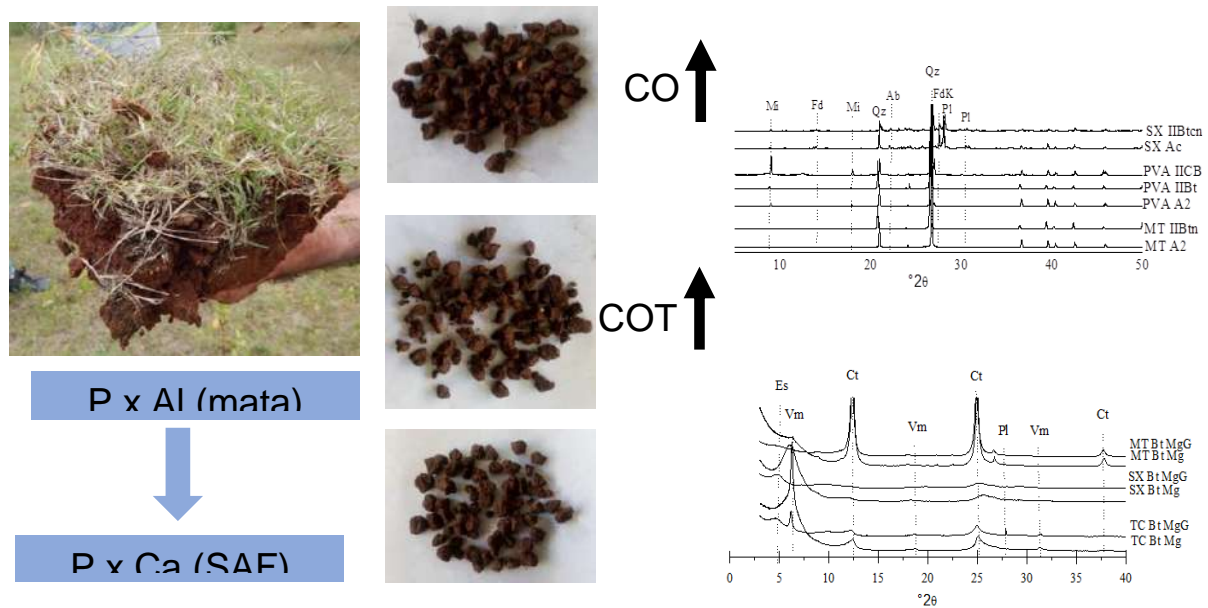 P x Al (mata)
P x Ca (SAF)
CO
COT
Mi Fd Mi Qz Ab Qz FdK Pl Pl
SX IIBtcn
SX Ac
PVA IICB
PVA IIBt
PVA A2
MT IIBtn
MT A2
10 20 30 40 50
°2θ
Es Vm Ct Vm Ct Pl Vm Ct
MT Bt MgG
MT Bt Mg
SX Bt MgG
SX Bt Mg
TC Bt MgG
TC Bt Mg
0 5 10 15 20 25 30 35 40
°2θ